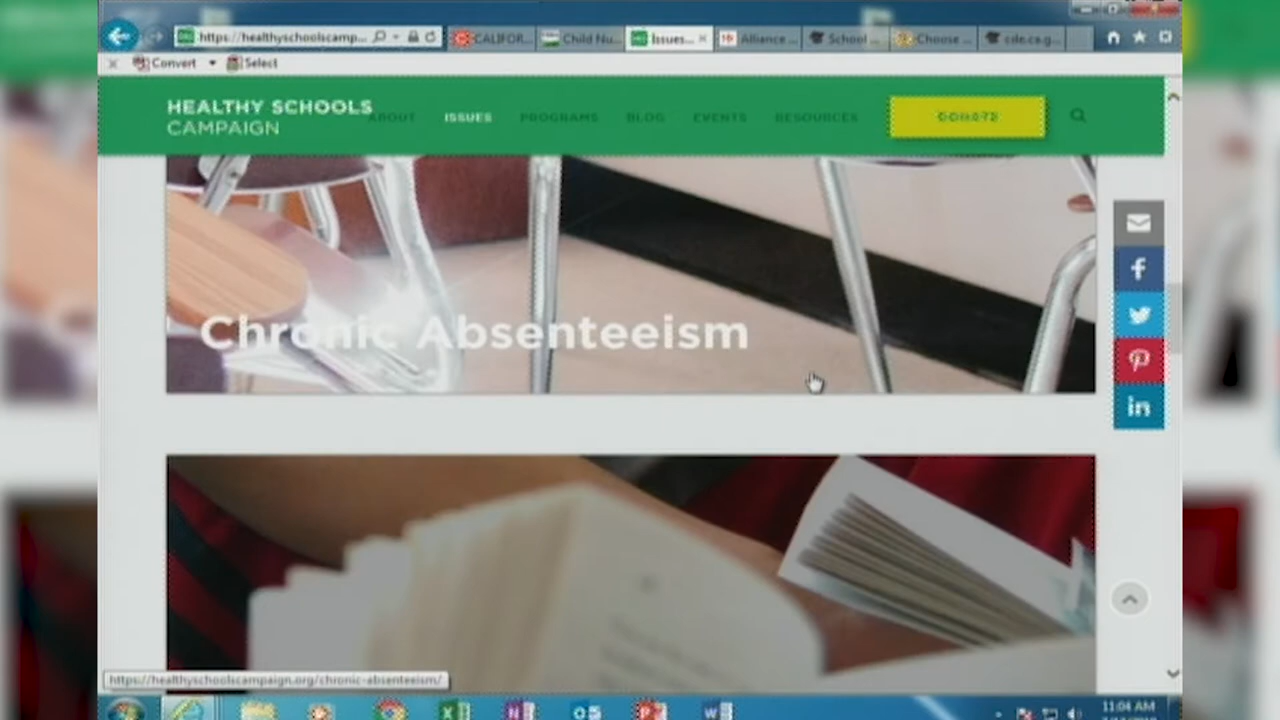 https://healthyschoolscamp...
CALIFOR...
Child Nu...
Issues...
Alliance ...
School ...
Choose ...
cde.ca.g...
Convert
Select
HEALTHY SCHOOLS
CAMPAIGN
ABOUT
ISSUES
PROGRAMS
BLOG
EVENTS
RESOURCES
DONATE
Chronic Absenteeism
https://healthyschoolscampaign.org/chronic-absenteeism/
11:04 AM